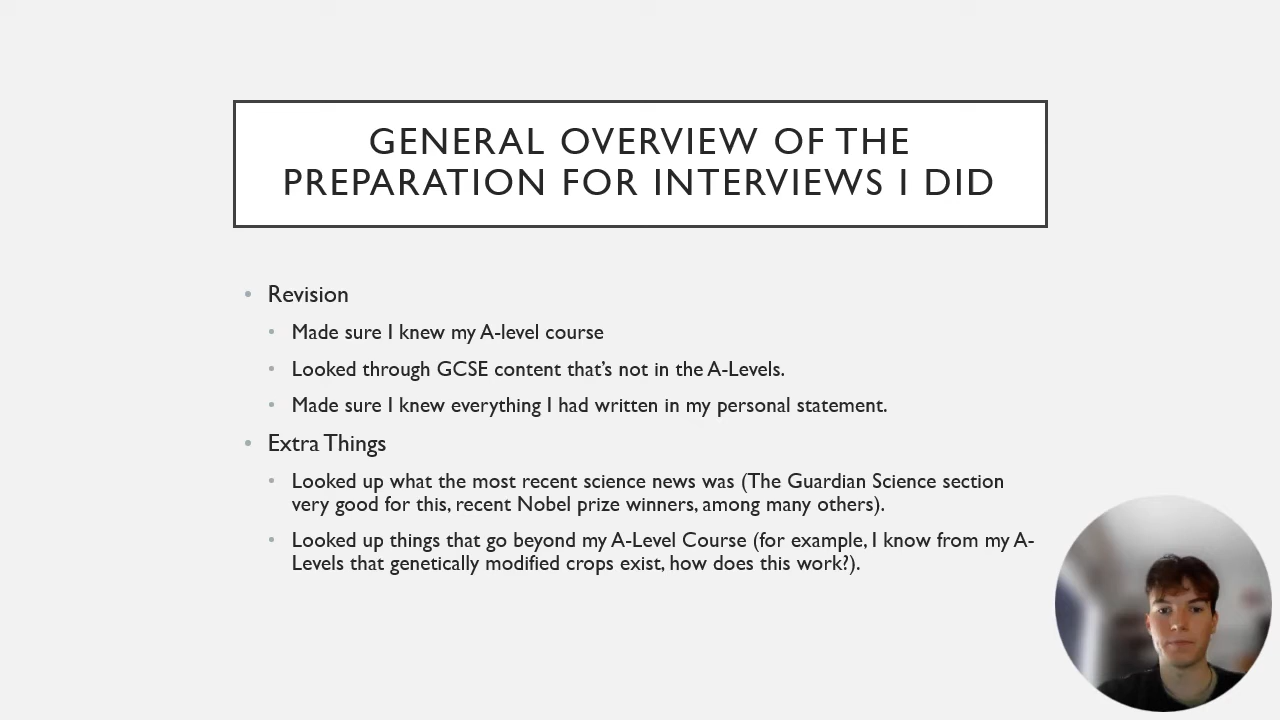 GENERAL OVERVIEW OF THE
PREPARATION FOR INTERVIEWS I DID
• Revision
• Made sure I knew my A-level course
• Looked through GCSE content that’s not in the A-Levels.
• Made sure I knew everything I had written in my personal statement.
• Extra Things
• Looked up what the most recent science news was (The Guardian Science section
very good for this, recent Nobel prize winners, among many others).
• Looked up things that go beyond my A-Level Course (for example, I know from my A-
Levels that genetically modified crops exist, how does this work?).